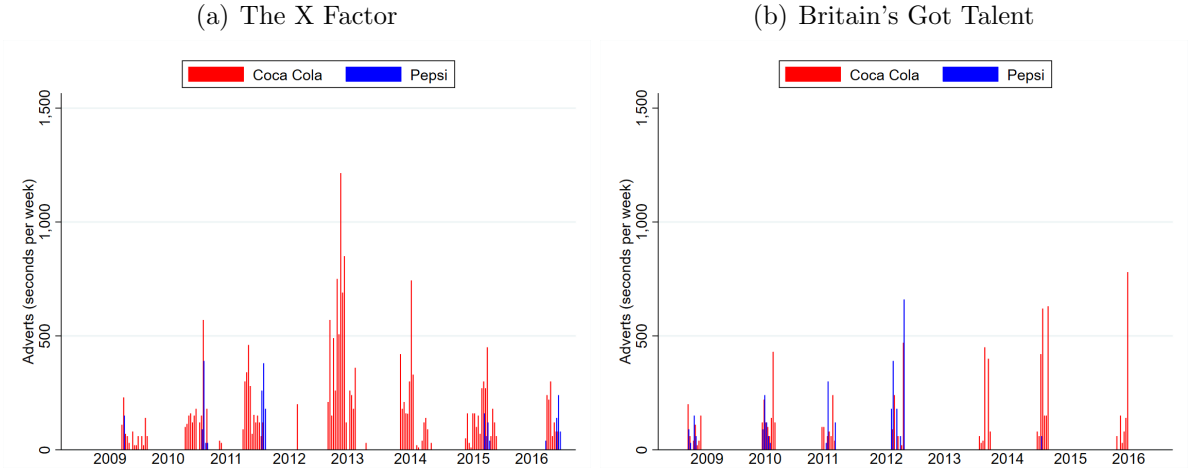 (a) The X Factor
Coca Cola Pepsi
Adverts (seconds per week)
1,500
1,000
500
0
2009 2010 2011 2012 2013 2014 2015 2016
(b) Britain's Got Talent
Coca Cola Pepsi
Adverts (seconds per week)
1,500
1,000
500
0
2009 2010 2011 2012 2013 2014 2015 2016